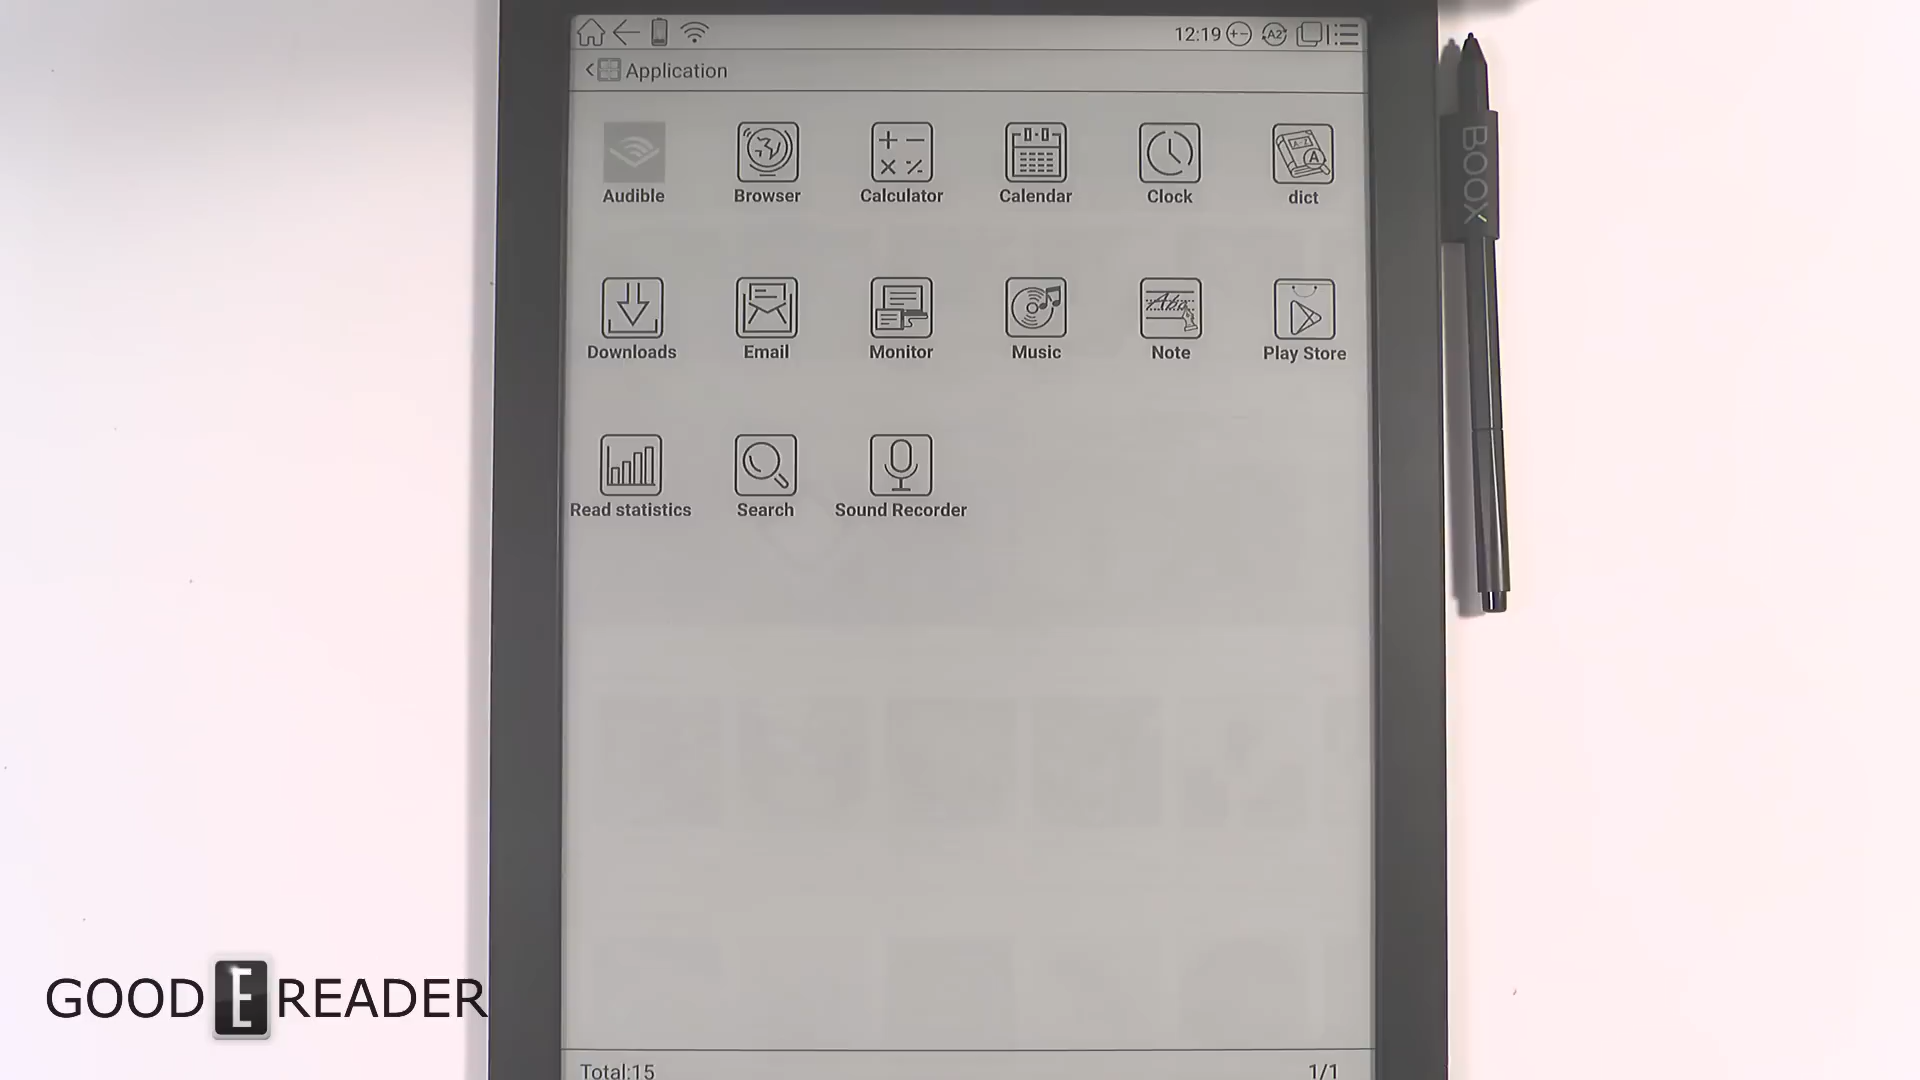 12:19 A2
Application
Audible Browser Calculator Calendar Clock dict
Downloads Email Monitor Music Note Play Store
Read statistics Search Sound Recorder
Total:15 1/1
BOOX
GOOD E READER